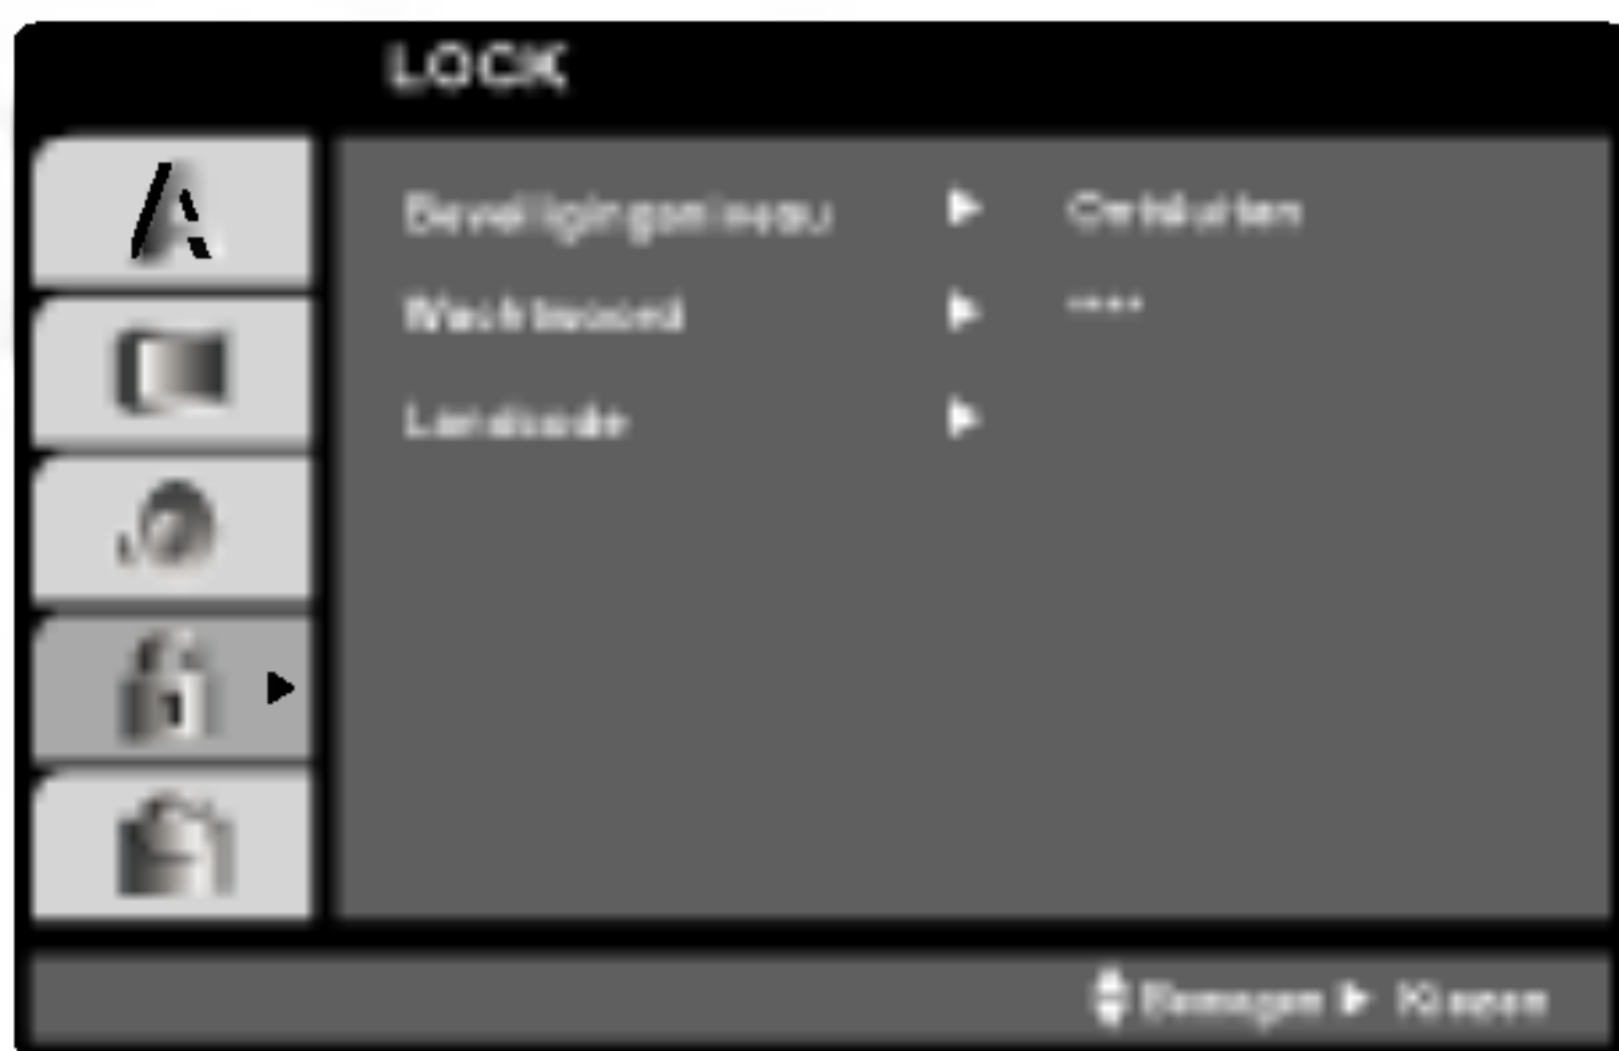 LOCK
Beveiligingsniveau
Wachtwoord ****
Landcode
Bewegen Kiezen